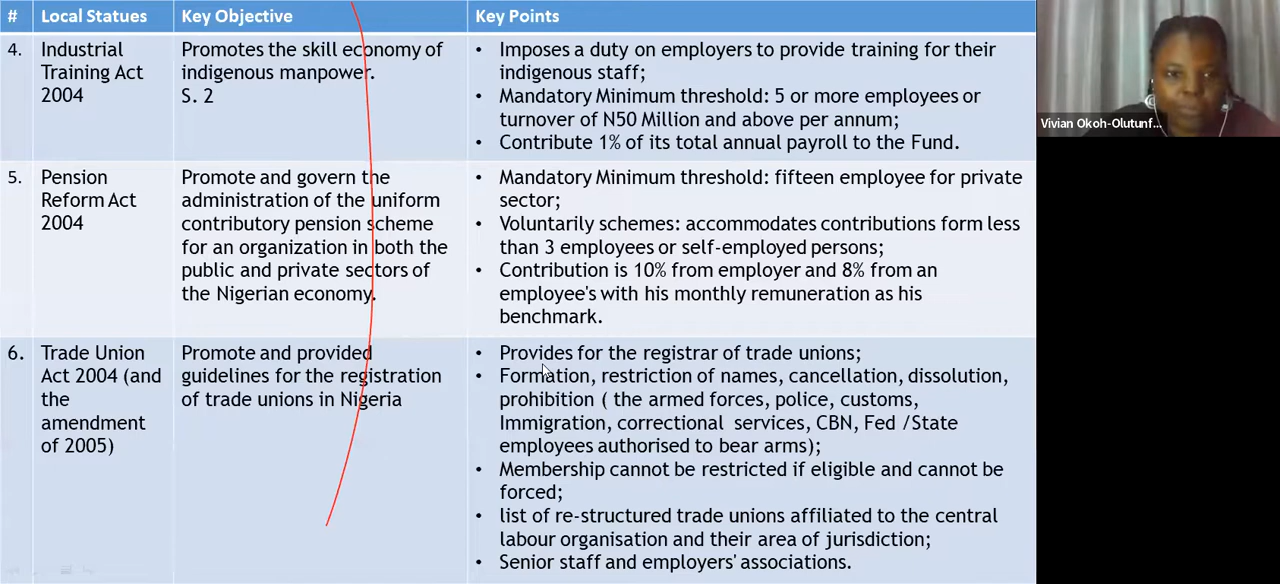 # Local Statues Key Objective Key Points
4. Industrial
Training Act
2004
Promotes the skill economy of
indigenous manpower.
S. 2
• Imposes a duty on employers to provide training for their
indigenous staff;
• Mandatory Minimum threshold: 5 or more employees or
turnover of N50 Million and above per annum;
• Contribute 1% of its total annual payroll to the Fund.
5. Pension
Reform Act
2004
Promote and govern the
administration of the uniform
contributory pension scheme
for an organization in both the
public and private sectors of
the Nigerian economy.
• Mandatory Minimum threshold: fifteen employee for private
sector;
• Voluntarily schemes: accommodates contributions form less
than 3 employees or self-employed persons;
• Contribution is 10% from employer and 8% from an
employee's with his monthly remuneration as his
benchmark.
6. Trade Union
Act 2004 (and
the
amendment
of 2005)
Promote and provided
guidelines for the registration
of trade unions in Nigeria
• Provides for the registrar of trade unions;
• Formation, restriction of names, cancellation, dissolution,
prohibition ( the armed forces, police, customs,
Immigration, correctional services, CBN, Fed /State
employees authorised to bear arms);
• Membership cannot be restricted if eligible and cannot be
forced;
• list of re-structured trade unions affiliated to the central
labour organisation and their area of jurisdiction;
• Senior staff and employers' associations.
Vivian Okoh-Olutunf...